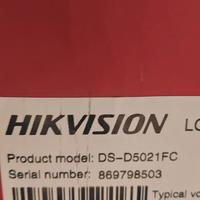 HIKVISION LC
Product model: DS-D5021FC
Serial number: 869798503
Typical vo